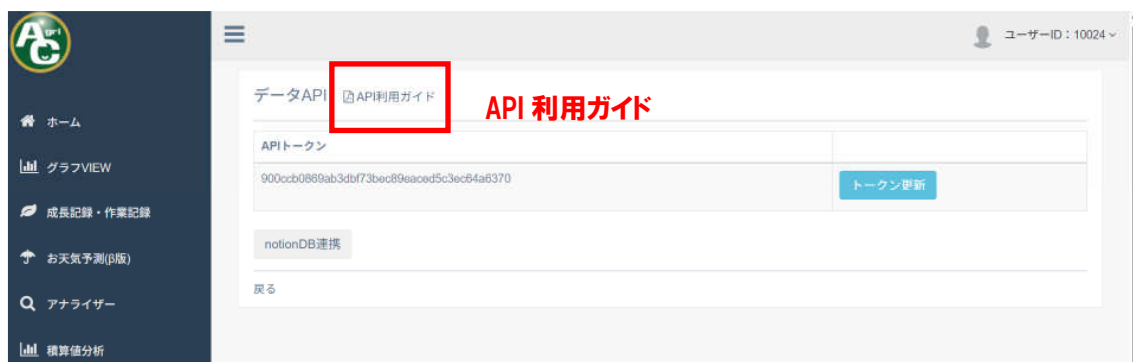 Apri
AC
ユーザーID：10024
データAPI
API利用ガイド
API 利用ガイド
ホーム
APIトークン
グラフVIEW
900ccb0869ab3dbf73bec89eaced5c3ec64a6370
トークン更新
成長記録・作業記録
notionDB連携
お天気予測(β版)
戻る
アナライザー
積算値分析